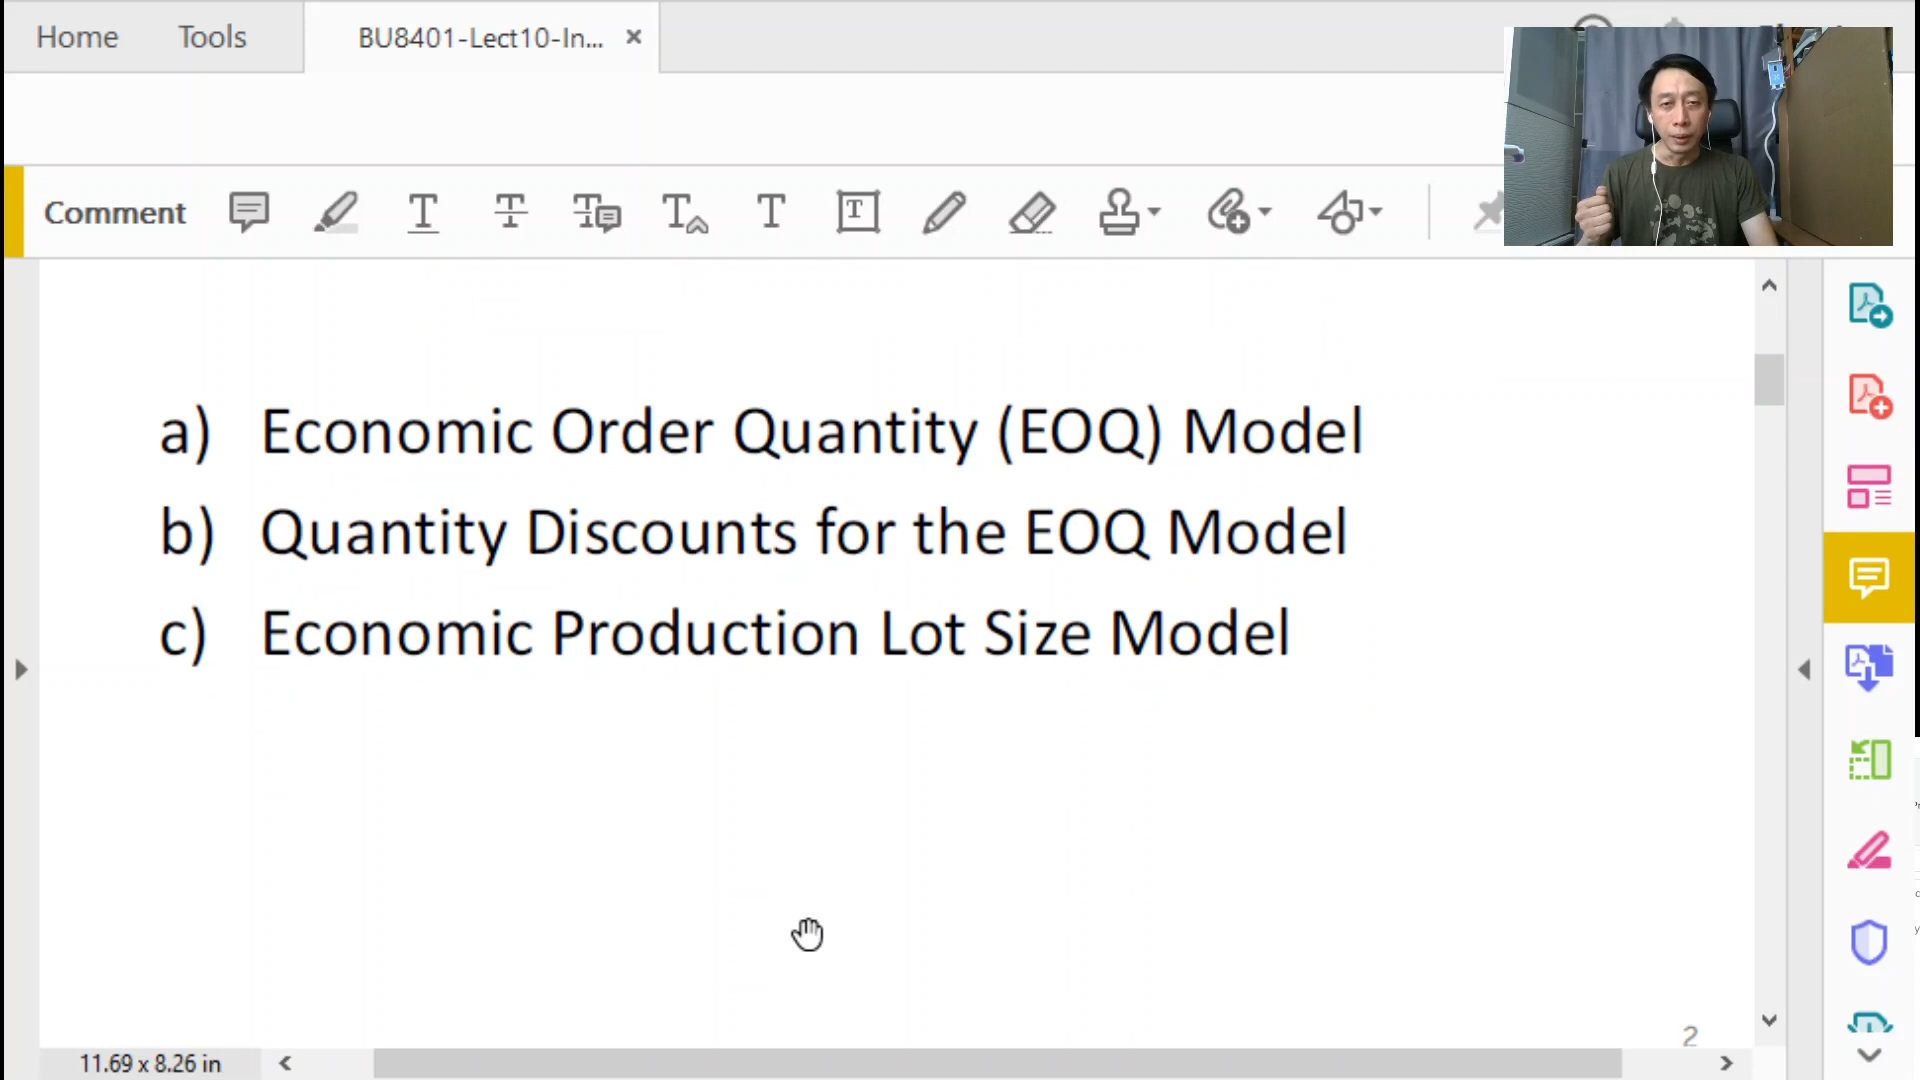 Home Tools BU8401-Lect10-In...
Comment
a) Economic Order Quantity (EOQ) Model
b) Quantity Discounts for the EOQ Model
c) Economic Production Lot Size Model
2
11.69 x 8.26 in